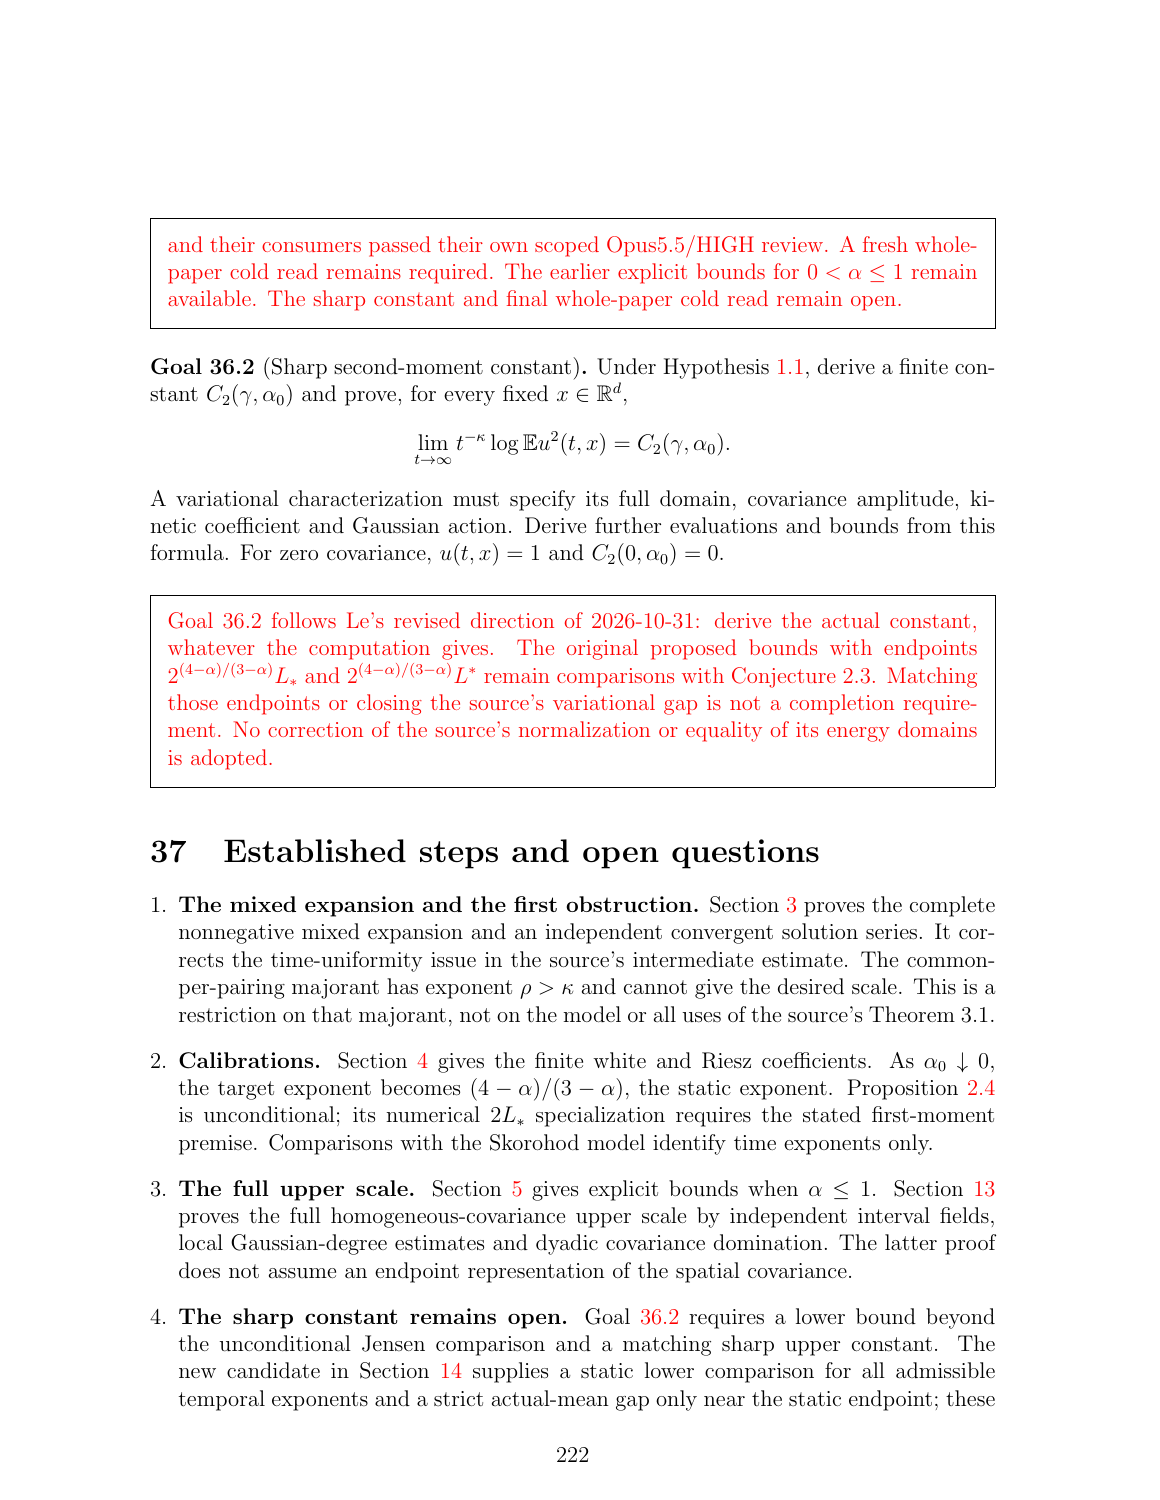 and their consumers passed their own scoped Opus5.5/HIGH review. A fresh whole-
paper cold read remains required. The earlier explicit bounds for 0 < α ≤ 1 remain
available. The sharp constant and final whole-paper cold read remain open.
Goal 36.2 (Sharp second-moment constant). Under Hypothesis 1.1, derive a finite con-
stant C₂(γ, α₀) and prove, for every fixed x ∈ ℝᵈ,
lim t^{−κ} log 𝔼u²(t, x) = C₂(γ, α₀).
t→∞
A variational characterization must specify its full domain, covariance amplitude, ki-
netic coefficient and Gaussian action. Derive further evaluations and bounds from this
formula. For zero covariance, u(t, x) = 1 and C₂(0, α₀) = 0.
Goal 36.2 follows Le's revised direction of 2026-10-31: derive the actual constant,
whatever the computation gives. The original proposed bounds with endpoints
2^{(4−α)/(3−α)}L_* and 2^{(4−α)/(3−α)}L^* remain comparisons with Conjecture 2.3. Matching
those endpoints or closing the source's variational gap is not a completion require-
ment. No correction of the source's normalization or equality of its energy domains
is adopted.
37 Established steps and open questions
1. The mixed expansion and the first obstruction. Section 3 proves the complete
nonnegative mixed expansion and an independent convergent solution series. It cor-
rects the time-uniformity issue in the source's intermediate estimate. The common-
per-pairing majorant has exponent ρ > κ and cannot give the desired scale. This is a
restriction on that majorant, not on the model or all uses of the source's Theorem 3.1.
2. Calibrations. Section 4 gives the finite white and Riesz coefficients. As α₀ ↓ 0,
the target exponent becomes (4 − α)/(3 − α), the static exponent. Proposition 2.4
is unconditional; its numerical 2L_* specialization requires the stated first-moment
premise. Comparisons with the Skorohod model identify time exponents only.
3. The full upper scale. Section 5 gives explicit bounds when α ≤ 1. Section 13
proves the full homogeneous-covariance upper scale by independent interval fields,
local Gaussian-degree estimates and dyadic covariance domination. The latter proof
does not assume an endpoint representation of the spatial covariance.
4. The sharp constant remains open. Goal 36.2 requires a lower bound beyond
the unconditional Jensen comparison and a matching sharp upper constant. The
new candidate in Section 14 supplies a static lower comparison for all admissible
temporal exponents and a strict actual-mean gap only near the static endpoint; these
222